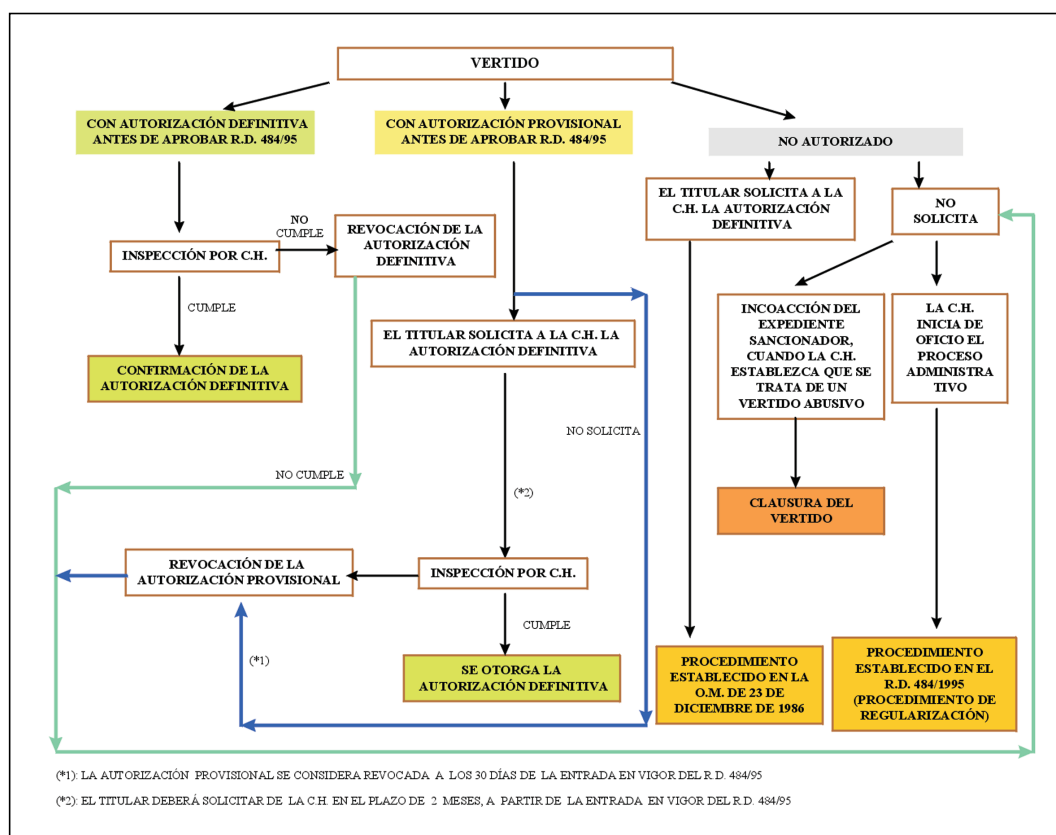 VERTIDO
CON AUTORIZACIÓN DEFINITIVA
ANTES DE APROBAR R.D. 484/95
CON AUTORIZACIÓN PROVISIONAL
ANTES DE APROBAR R.D. 484/95
NO AUTORIZADO
EL TITULAR SOLICITA A LA
C.H. LA AUTORIZACIÓN
DEFINITIVA
NO
SOLICITA
INSPECCIÓN POR C.H.
NO
CUMPLE
REVOCACIÓN DE LA
AUTORIZACIÓN
DEFINITIVA
CUMPLE
CONFIRMACIÓN DE LA
AUTORIZACIÓN DEFINITIVA
EL TITULAR SOLICITA A LA C.H. LA
AUTORIZACIÓN DEFINITIVA
INCOACCIÓN DEL
EXPEDIENTE
SANCIONADOR,
CUANDO LA C.H.
ESTABLEZCA QUE SE
TRATA DE UN
VERTIDO ABUSIVO
LA C.H.
INICIA DE
OFICIO EL
PROCESO
ADMINISTRA
TIVO
NO SOLICITA
NO CUMPLE
(*2)
CLAUSURA DEL
VERTIDO
REVOCACIÓN DE LA
AUTORIZACIÓN PROVISIONAL
INSPECCIÓN POR C.H.
CUMPLE
(*1)
SE OTORGA LA
AUTORIZACIÓN DEFINITIVA
PROCEDIMIENTO
ESTABLECIDO EN LA
O.M. DE 23 DE
DICIEMBRE DE 1986
PROCEDIMIENTO
ESTABLECIDO EN EL
R.D. 484/1995
(PROCEDIMIENTO DE
REGULARIZACIÓN)
(*1): LA AUTORIZACIÓN PROVISIONAL SE CONSIDERA REVOCADA A LOS 30 DÍAS DE LA ENTRADA EN VIGOR DEL R.D. 484/95
(*2): EL TITULAR DEBERÁ SOLICITAR DE LA C.H. EN EL PLAZO DE 2 MESES, A PARTIR DE LA ENTRADA EN VIGOR DEL R.D. 484/95